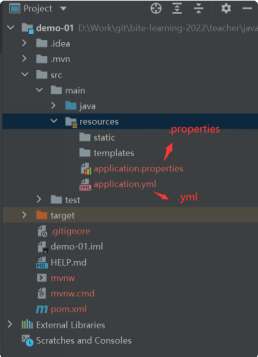 Project
demo-01 D:\Work\git\bite-learning-2022\teacher\java
.idea
.mvn
src
main
java
resources
.properties
static
templates
application.properties
application.yml
.yml
test
target
.gitignore
demo-01.iml
HELP.md
mvnw
mvnw.cmd
pom.xml
External Libraries
Scratches and Consoles